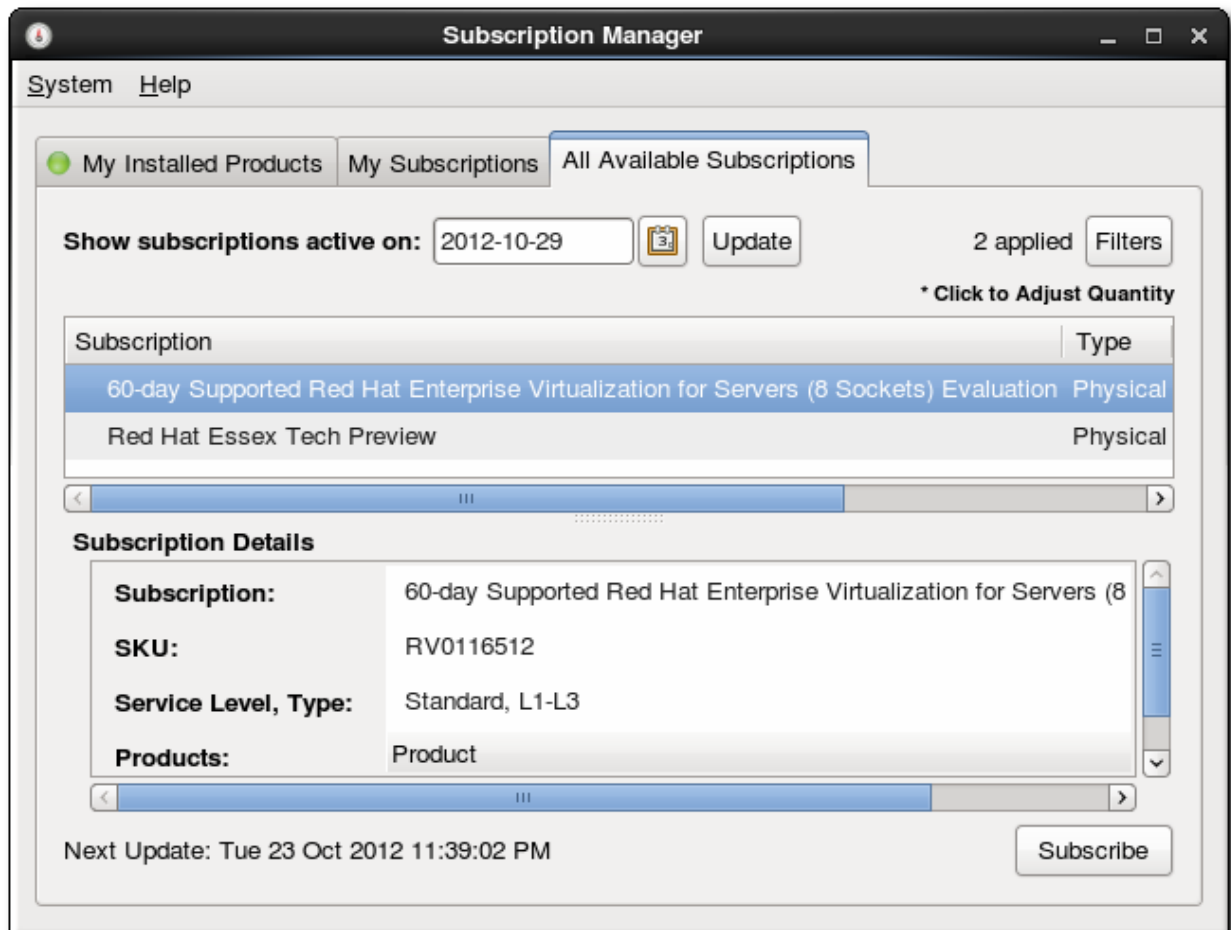 Subscription Manager
System Help
My Installed Products My Subscriptions All Available Subscriptions
Show subscriptions active on: 2012-10-29 Update 2 applied Filters
* Click to Adjust Quantity
Subscription Type
60-day Supported Red Hat Enterprise Virtualization for Servers (8 Sockets) Evaluation Physical
Red Hat Essex Tech Preview Physical
Subscription Details
Subscription: 60-day Supported Red Hat Enterprise Virtualization for Servers (8
SKU: RV0116512
Service Level, Type: Standard, L1-L3
Products: Product
Next Update: Tue 23 Oct 2012 11:39:02 PM Subscribe